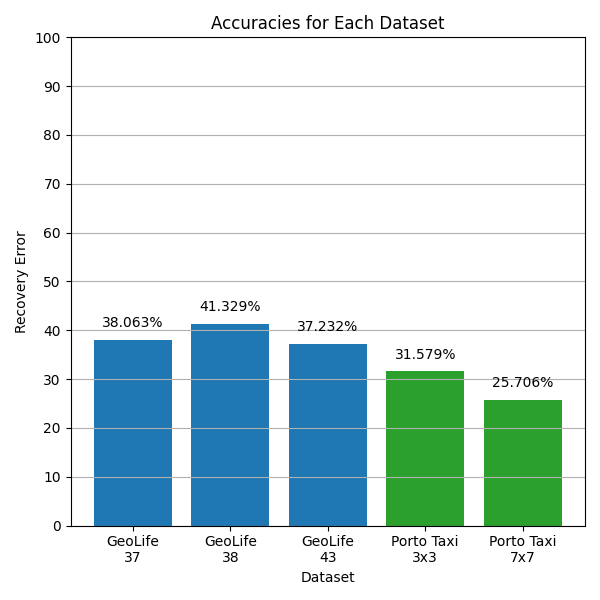 Accuracies for Each Dataset
100
90
80
70
60
50
40
30
20
10
0
Recovery Error
38.063%
41.329%
37.232%
31.579%
25.706%
GeoLife
37
GeoLife
38
GeoLife
43
Porto Taxi
3x3
Porto Taxi
7x7
Dataset